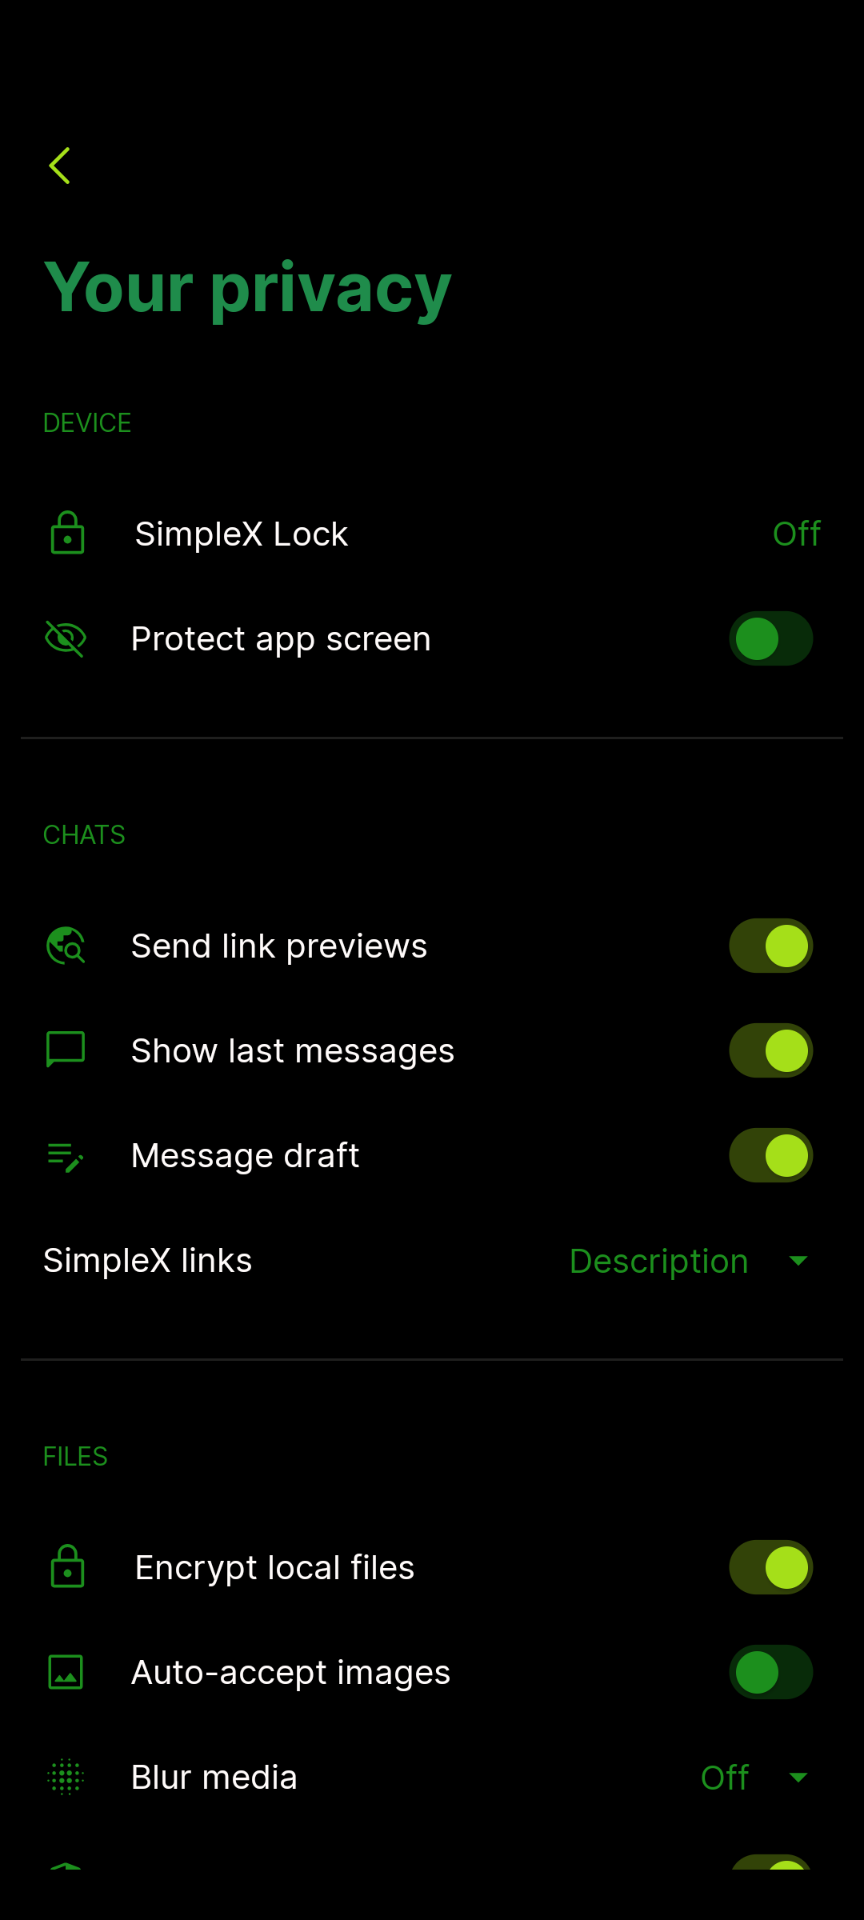 Your privacy
DEVICE
SimpleX Lock
Off
Protect app screen
CHATS
Send link previews
Show last messages
Message draft
SimpleX links
Description
FILES
Encrypt local files
Auto-accept images
Blur media
Off